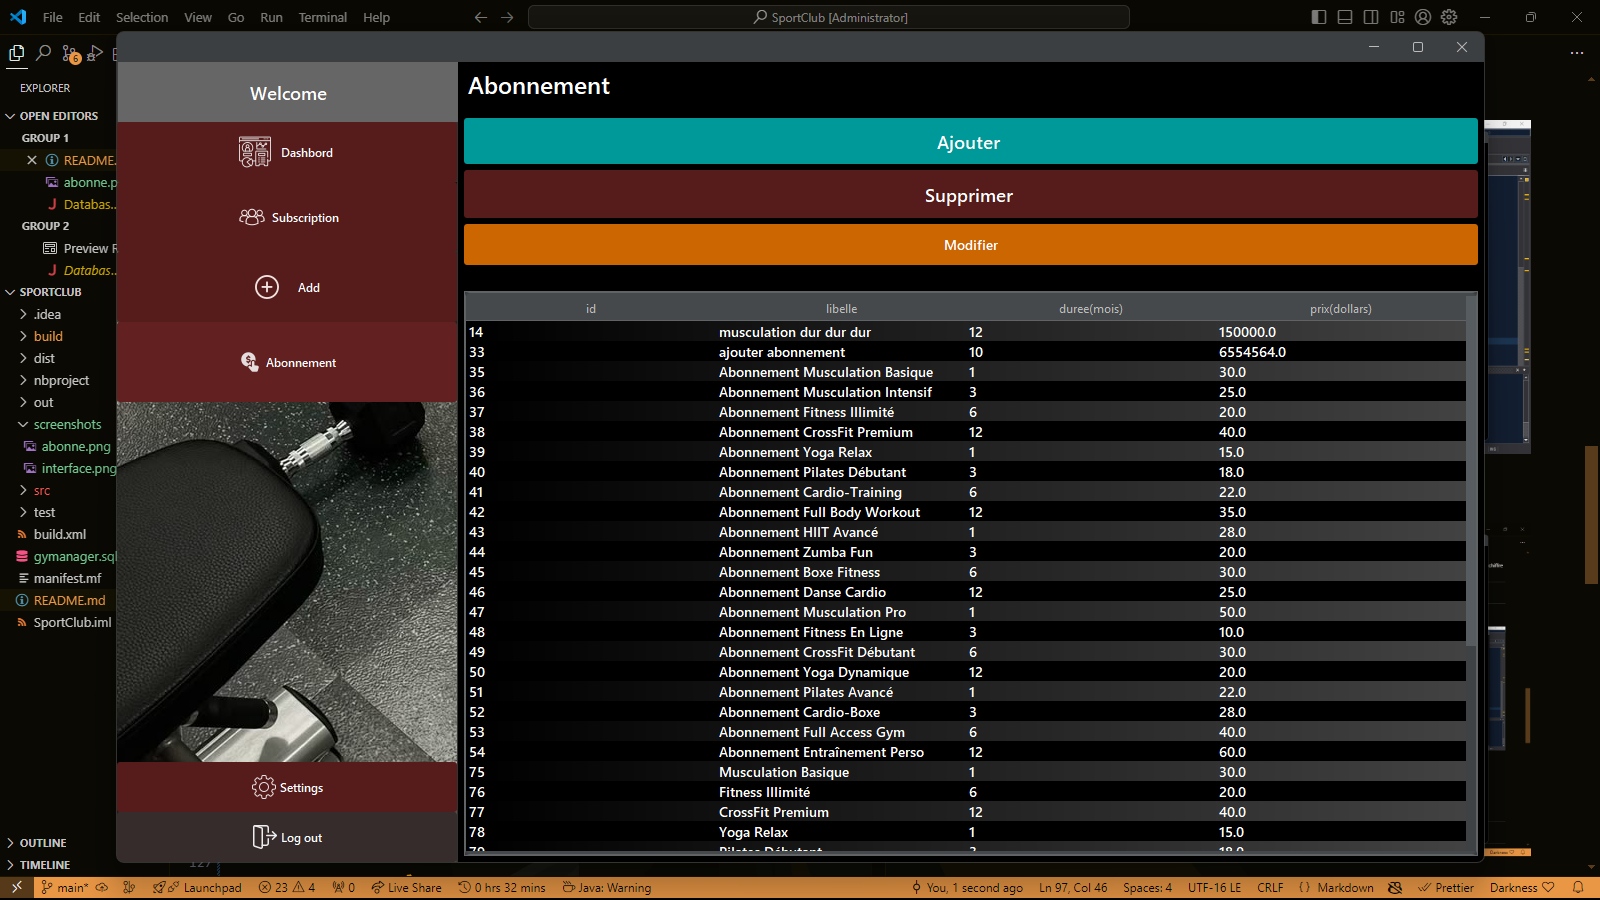 File Edit Selection View Go Run Terminal Help
SportClub [Administrator]
EXPLORER
OPEN EDITORS
GROUP 1
README.
abonne.p
Databas...
GROUP 2
Preview R
Databas...
SPORTCLUB
.idea
build
dist
nbproject
out
screenshots
abonne.png
interface.png
src
test
build.xml
gymanager.sql
manifest.mf
README.md
SportClub.iml
OUTLINE
TIMELINE
Welcome
Dashbord
Subscription
Add
Abonnement
Settings
Log out
Abonnement
Ajouter
Supprimer
Modifier
id libelle duree(mois) prix(dollars)
14 musculation dur dur dur 12 150000.0
33 ajouter abonnement 10 6554564.0
35 Abonnement Musculation Basique 1 30.0
36 Abonnement Musculation Intensif 3 25.0
37 Abonnement Fitness Illimité 6 20.0
38 Abonnement CrossFit Premium 12 40.0
39 Abonnement Yoga Relax 1 15.0
40 Abonnement Pilates Débutant 3 18.0
41 Abonnement Cardio-Training 6 22.0
42 Abonnement Full Body Workout 12 35.0
43 Abonnement HIIT Avancé 1 28.0
44 Abonnement Zumba Fun 3 20.0
45 Abonnement Boxe Fitness 6 30.0
46 Abonnement Danse Cardio 12 25.0
47 Abonnement Musculation Pro 1 50.0
48 Abonnement Fitness En Ligne 3 10.0
49 Abonnement CrossFit Débutant 6 30.0
50 Abonnement Yoga Dynamique 12 20.0
51 Abonnement Pilates Avancé 1 22.0
52 Abonnement Cardio-Boxe 3 28.0
53 Abonnement Full Access Gym 6 40.0
54 Abonnement Entraînement Perso 12 60.0
75 Musculation Basique 1 30.0
76 Fitness Illimité 6 20.0
77 CrossFit Premium 12 40.0
78 Yoga Relax 1 15.0
79 Pilates Débutant 3 18.0
127
main* Launchpad 23 4 0 Live Share 0 hrs 32 mins Java: Warning You, 1 second ago Ln 97, Col 46 Spaces: 4 UTF-16 LE CRLF Markdown Prettier Darkness